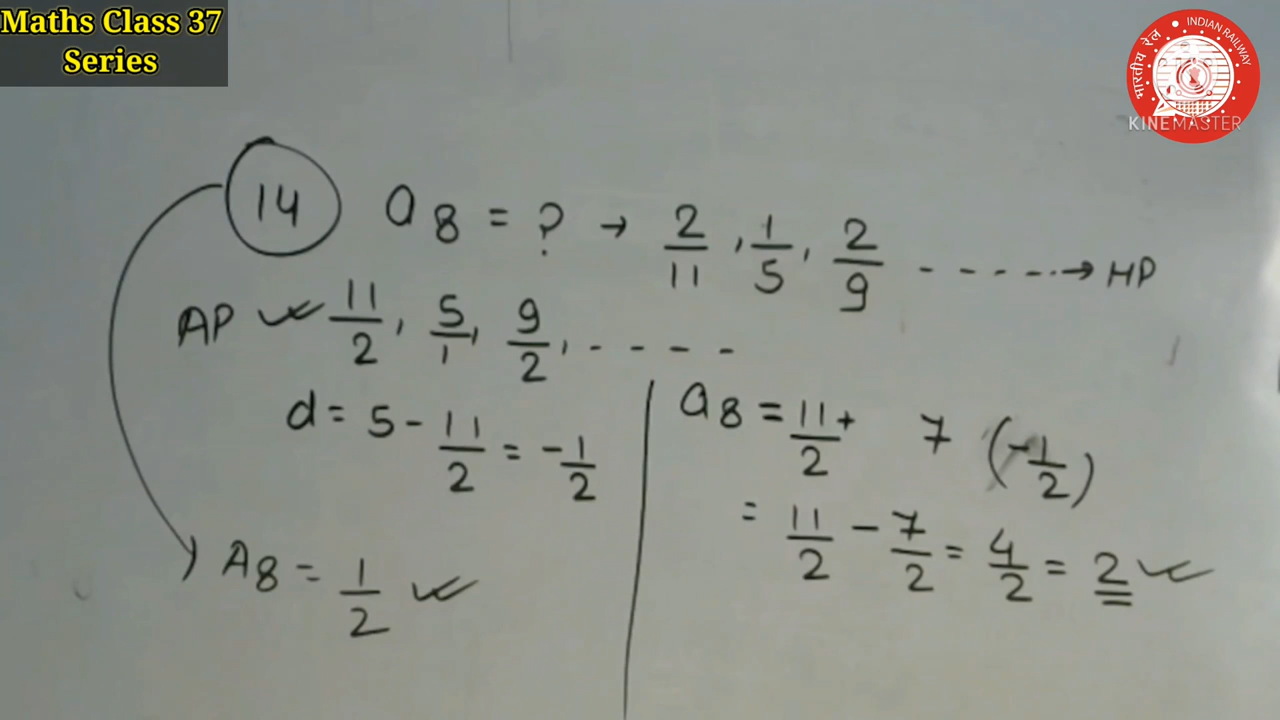 Maths Class 37
Series
भारतीय रेल INDIAN RAILWAY
KINEMASTER
14 a8 = ? → 2/11, 1/5, 2/9 - - - - - → HP
AP ✓ 11/2, 5/1, 9/2, - - - -
d = 5 - 11/2 = -1/2
A8 = 1/2 ✓
a8 = 11/2 + 7 (-1/2)
= 11/2 - 7/2 = 4/2 = 2 ✓